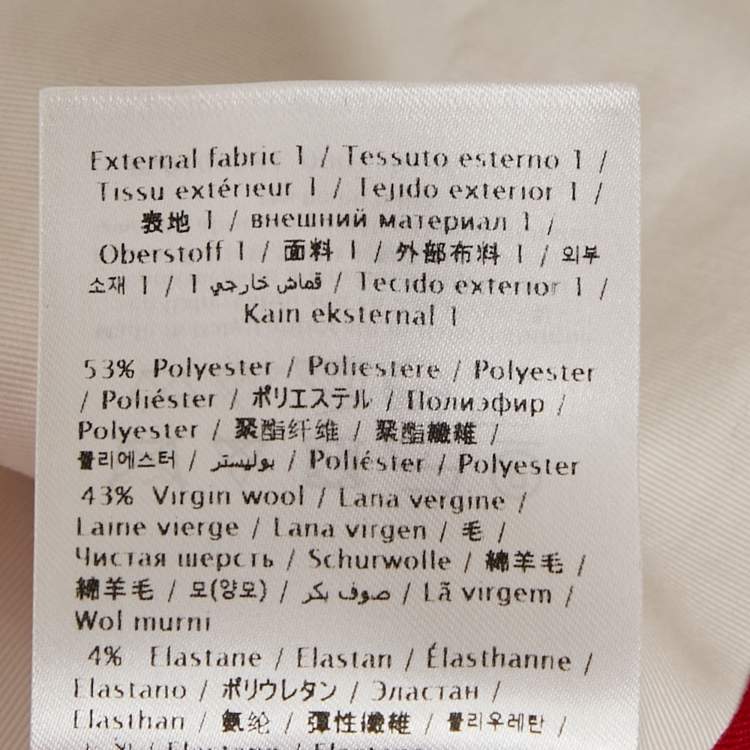 External fabric 1 / Tessuto esterno 1 /
Tissu extérieur 1 / Tejido exterior 1 /
表地 1 / внешний материал 1 /
Oberstoff 1 / 面料 1 / 外部布料 1 / 외부
소재 1 / 1 قماش خارجي / Tecido exterior 1 /
Kain eksternal 1
53% Polyester / Poliestere / Polyester
/ Poliéster / ポリエステル / Полиэфир /
Polyester / 聚酯纤维 / 聚酯纖維 /
폴리에스터 / بوليستر / Poliéster / Polyester
43% Virgin wool / Lana vergine /
Laine vierge / Lana virgen / 毛 /
Чистая шерсть / Schurwolle / 綿羊毛 /
綿羊毛 / 모(양모) / صوف بكر / Lã virgem /
Wol murni
4% Elastane / Elastan / Élasthanne /
Elastano / ポリウレタン / Эластан /
Elasthan / 氨纶 / 彈性纖維 / 폴리우레탄 /